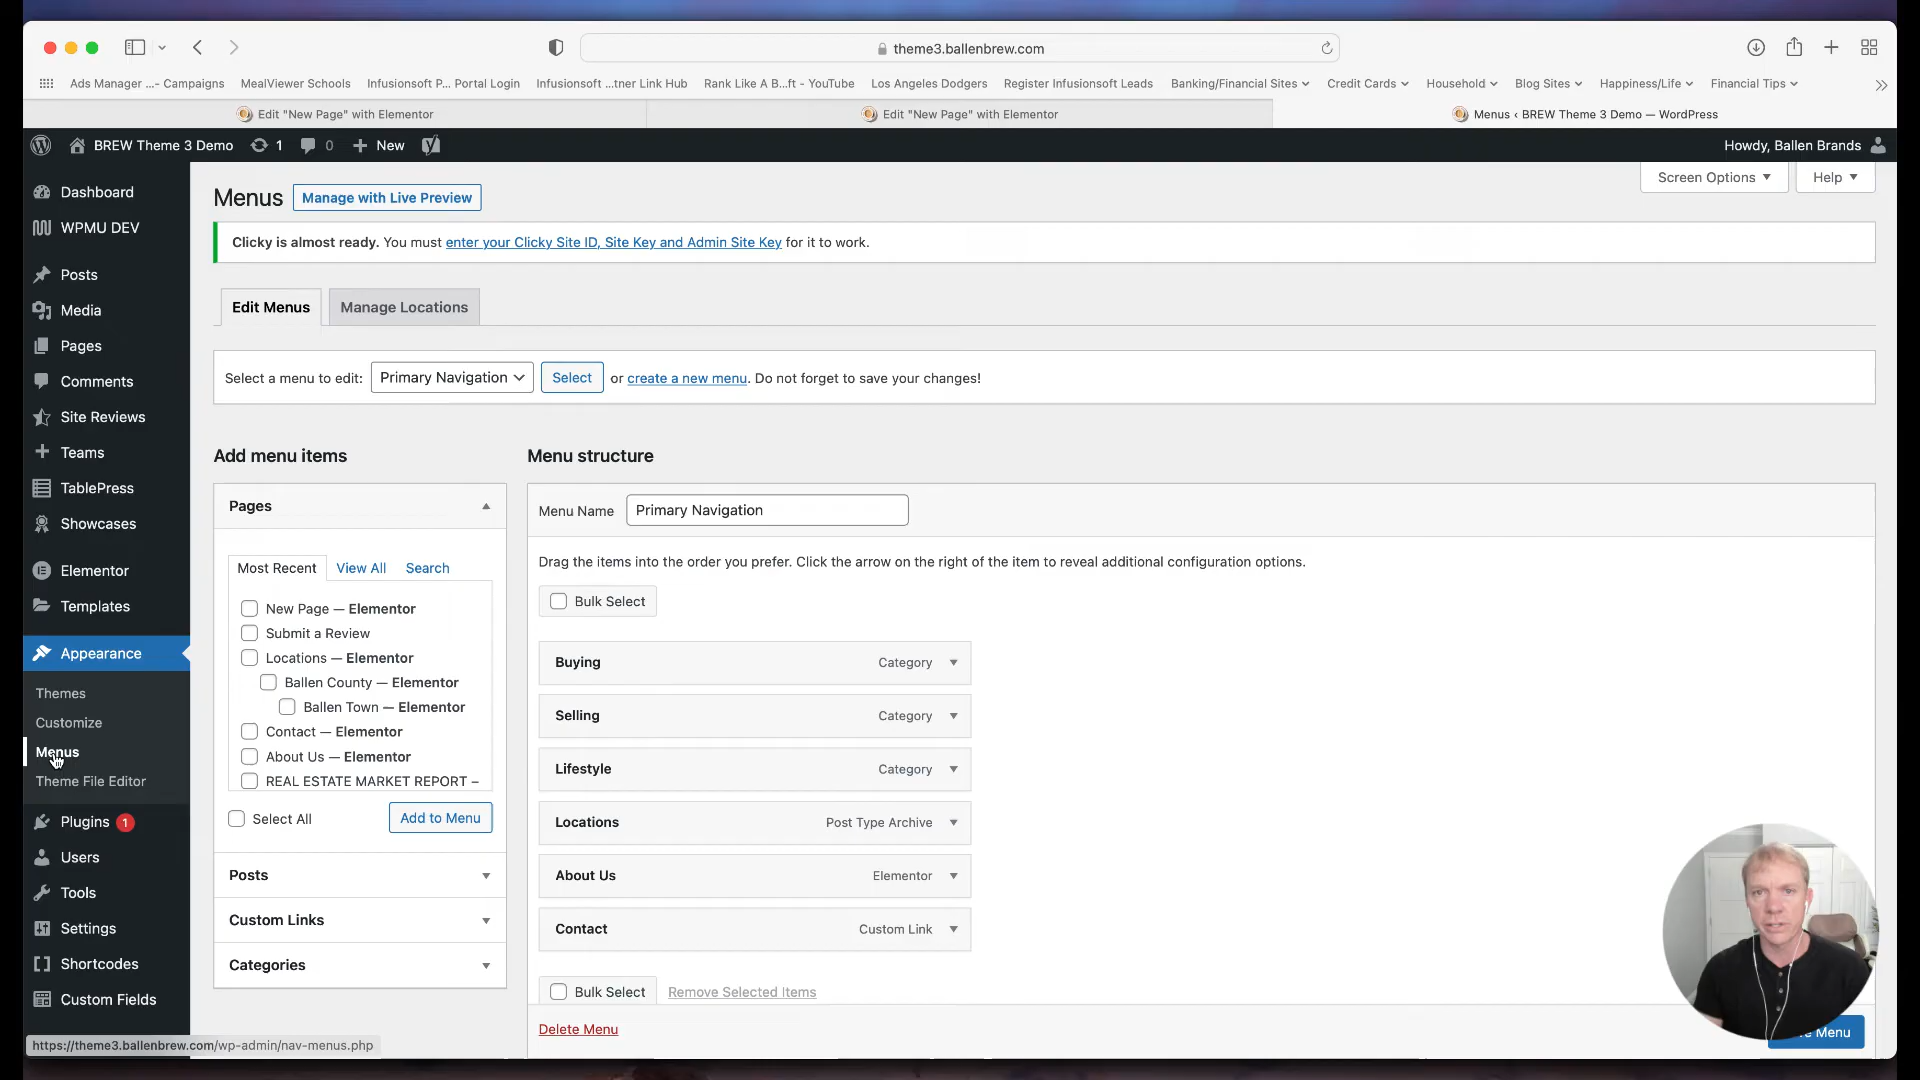 theme3.ballenbrew.com
Ads Manager ...- Campaigns
MealViewer Schools
Infusionsoft P... Portal Login
Infusionsoft ...tner Link Hub
Rank Like A B...ft - YouTube
Los Angeles Dodgers
Register Infusionsoft Leads
Banking/Financial Sites
Credit Cards
Household
Blog Sites
Happiness/Life
Financial Tips
Edit "New Page" with Elementor
Edit "New Page" with Elementor
Menus ‹ BREW Theme 3 Demo — WordPress
BREW Theme 3 Demo
1
0
New
Howdy, Ballen Brands
Dashboard
WPMU DEV
Posts
Media
Pages
Comments
Site Reviews
Teams
TablePress
Showcases
Elementor
Templates
Appearance
Themes
Customize
Menus
Theme File Editor
Plugins 1
Users
Tools
Settings
Shortcodes
Custom Fields
https://theme3.ballenbrew.com/wp-admin/nav-menus.php
Screen Options
Help
Menus
Manage with Live Preview
Clicky is almost ready. You must enter your Clicky Site ID, Site Key and Admin Site Key for it to work.
Edit Menus
Manage Locations
Select a menu to edit: Primary Navigation Select or create a new menu. Do not forget to save your changes!
Add menu items
Pages
Most Recent
View All
Search
New Page — Elementor
Submit a Review
Locations — Elementor
Ballen County — Elementor
Ballen Town — Elementor
Contact — Elementor
About Us — Elementor
REAL ESTATE MARKET REPORT –
Select All
Add to Menu
Posts
Custom Links
Categories
Menu structure
Menu Name Primary Navigation
Drag the items into the order you prefer. Click the arrow on the right of the item to reveal additional configuration options.
Bulk Select
Buying Category
Selling Category
Lifestyle Category
Locations Post Type Archive
About Us Elementor
Contact Custom Link
Bulk Select Remove Selected Items
Delete Menu
Menu